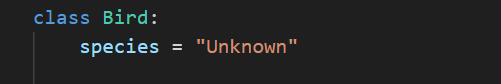 class Bird:
    species = "Unknown"